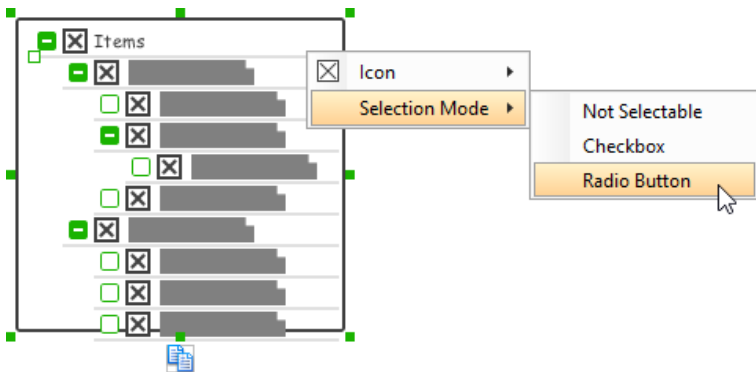 Items
Icon
Selection Mode
Not Selectable
Checkbox
Radio Button